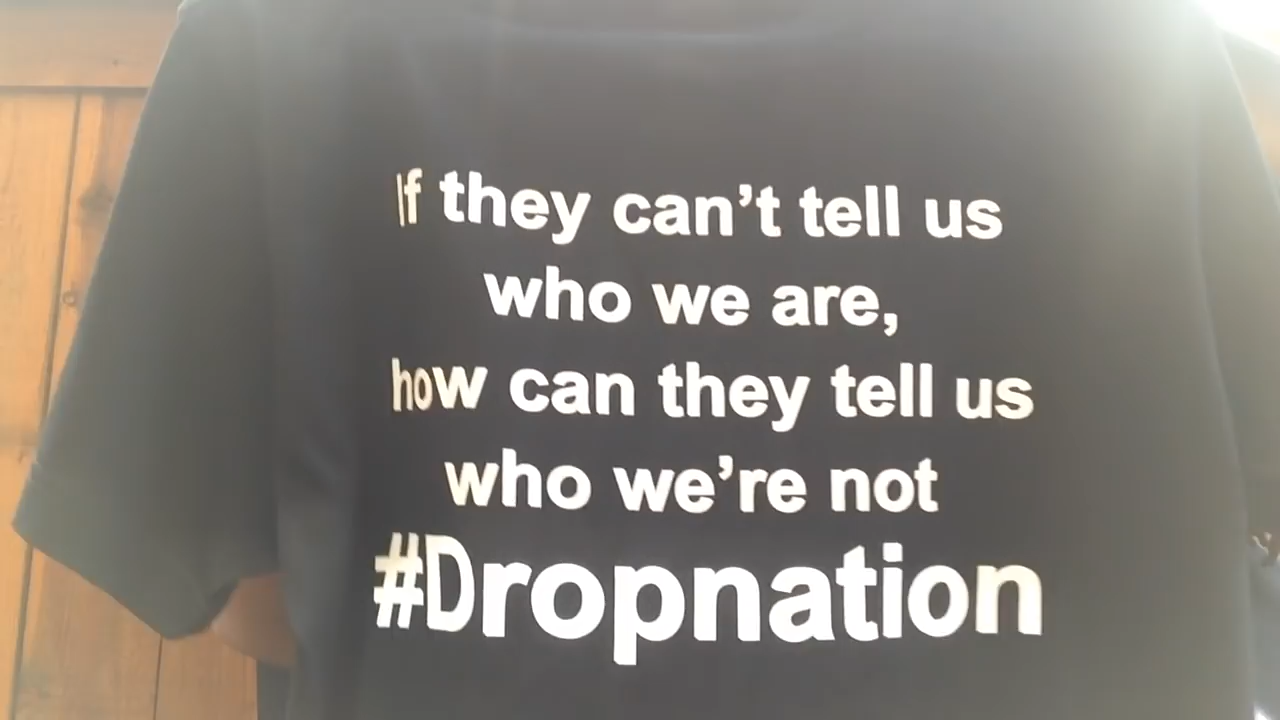 If they can't tell us
who we are,
how can they tell us
who we're not
#Dropnation